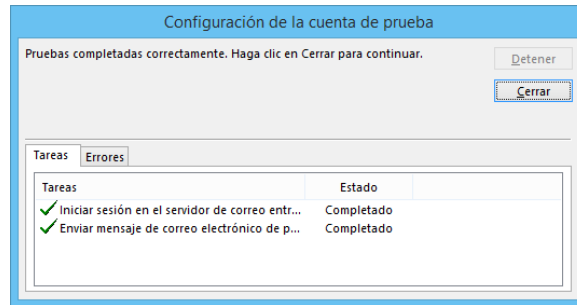 Configuración de la cuenta de prueba
Pruebas completadas correctamente. Haga clic en Cerrar para continuar.
Detener
Cerrar
Tareas Errores
Tareas Estado
Iniciar sesión en el servidor de correo entr... Completado
Enviar mensaje de correo electrónico de p... Completado